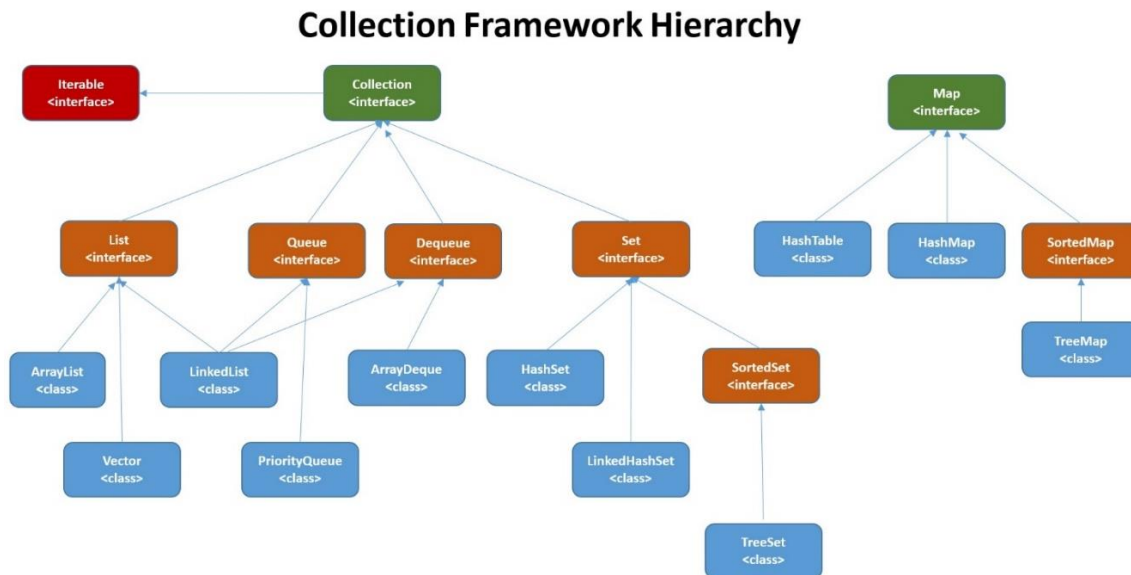 Collection Framework Hierarchy
Iterable
<interface>
Collection
<interface>
Map
<interface>
List
<interface>
Queue
<interface>
Dequeue
<interface>
Set
<interface>
HashTable
<class>
HashMap
<class>
SortedMap
<interface>
ArrayList
<class>
LinkedList
<class>
ArrayDeque
<class>
HashSet
<class>
SortedSet
<interface>
TreeMap
<class>
Vector
<class>
PriorityQueue
<class>
LinkedHashSet
<class>
TreeSet
<class>